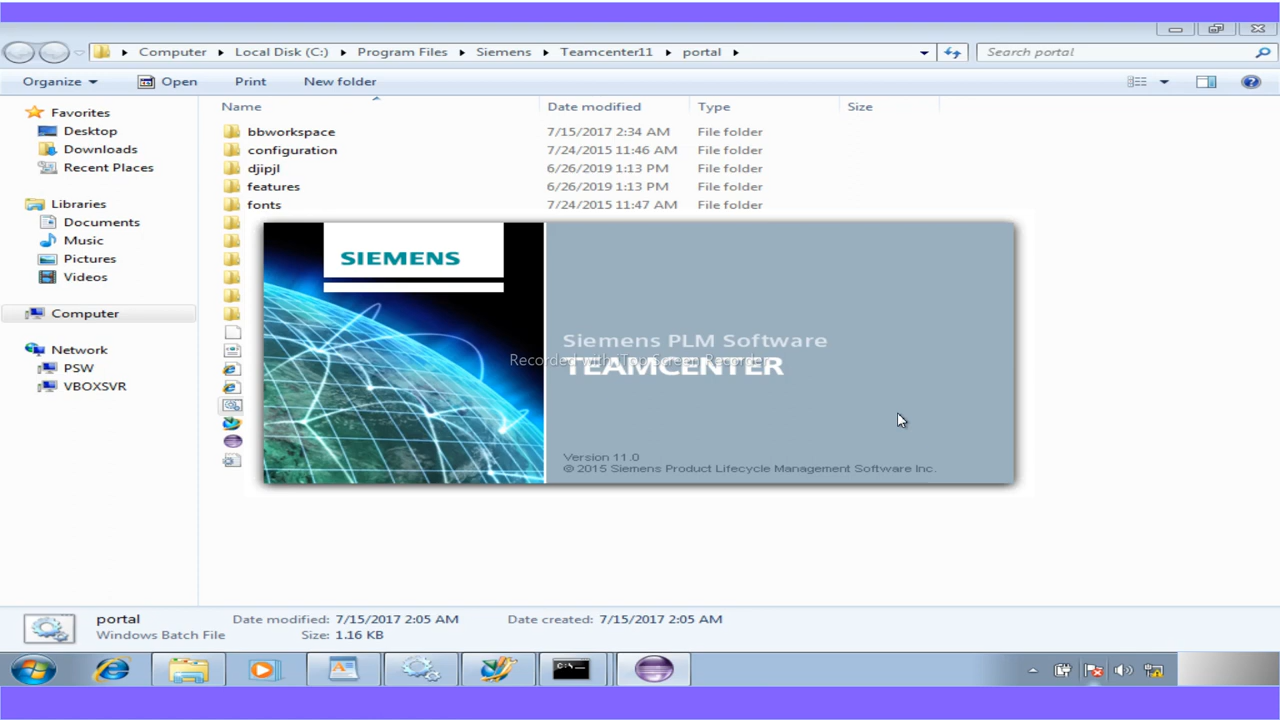 Computer Local Disk (C:) Program Files Siemens Teamcenter11 portal Search portal
Organize Open Print New folder
Name Date modified Type Size
Favorites
Desktop
Downloads
Recent Places
Libraries
Documents
Music
Pictures
Videos
Computer
Network
PSW
VBOXSVR
bbworkspace 7/15/2017 2:34 AM File folder
configuration 7/24/2015 11:46 AM File folder
djipjl 6/26/2019 1:13 PM File folder
features 6/26/2019 1:13 PM File folder
fonts 7/24/2015 11:47 AM File folder
SIEMENS
Siemens PLM Software
Recorded with iTop Screen Recorder
TEAMCENTER
Version 11.0
© 2015 Siemens Product Lifecycle Management Software Inc.
portal Date modified: 7/15/2017 2:05 AM Date created: 7/15/2017 2:05 AM
Windows Batch File Size: 1.16 KB